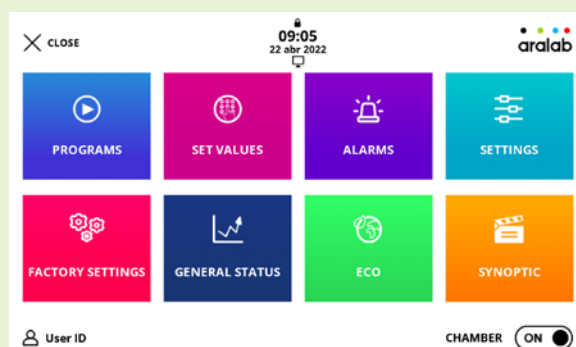 CLOSE
09:05
22 abr 2022
aralab
PROGRAMS
SET VALUES
ALARMS
SETTINGS
FACTORY SETTINGS
GENERAL STATUS
ECO
SYNOPTIC
User ID
CHAMBER ON